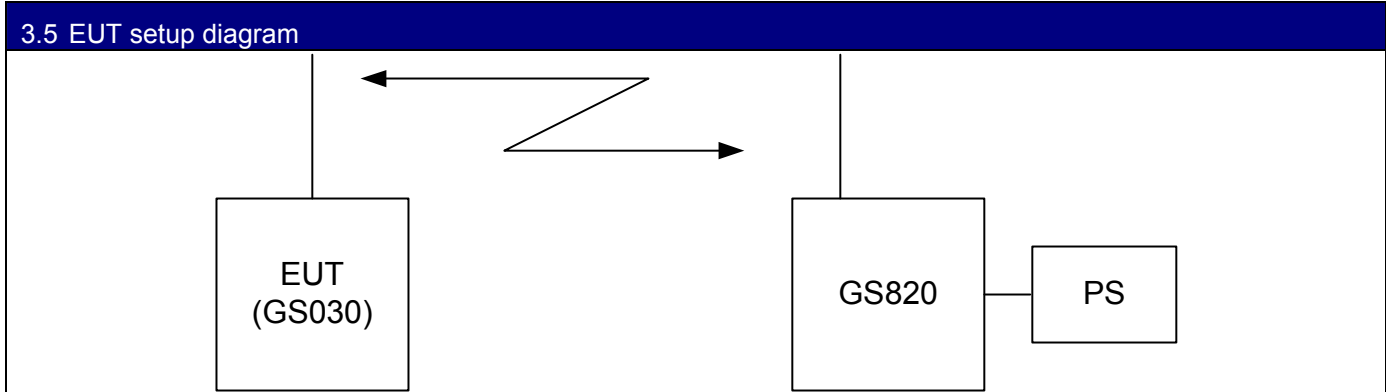 3.5 EUT setup diagram
EUT
(GS030)
GS820
PS